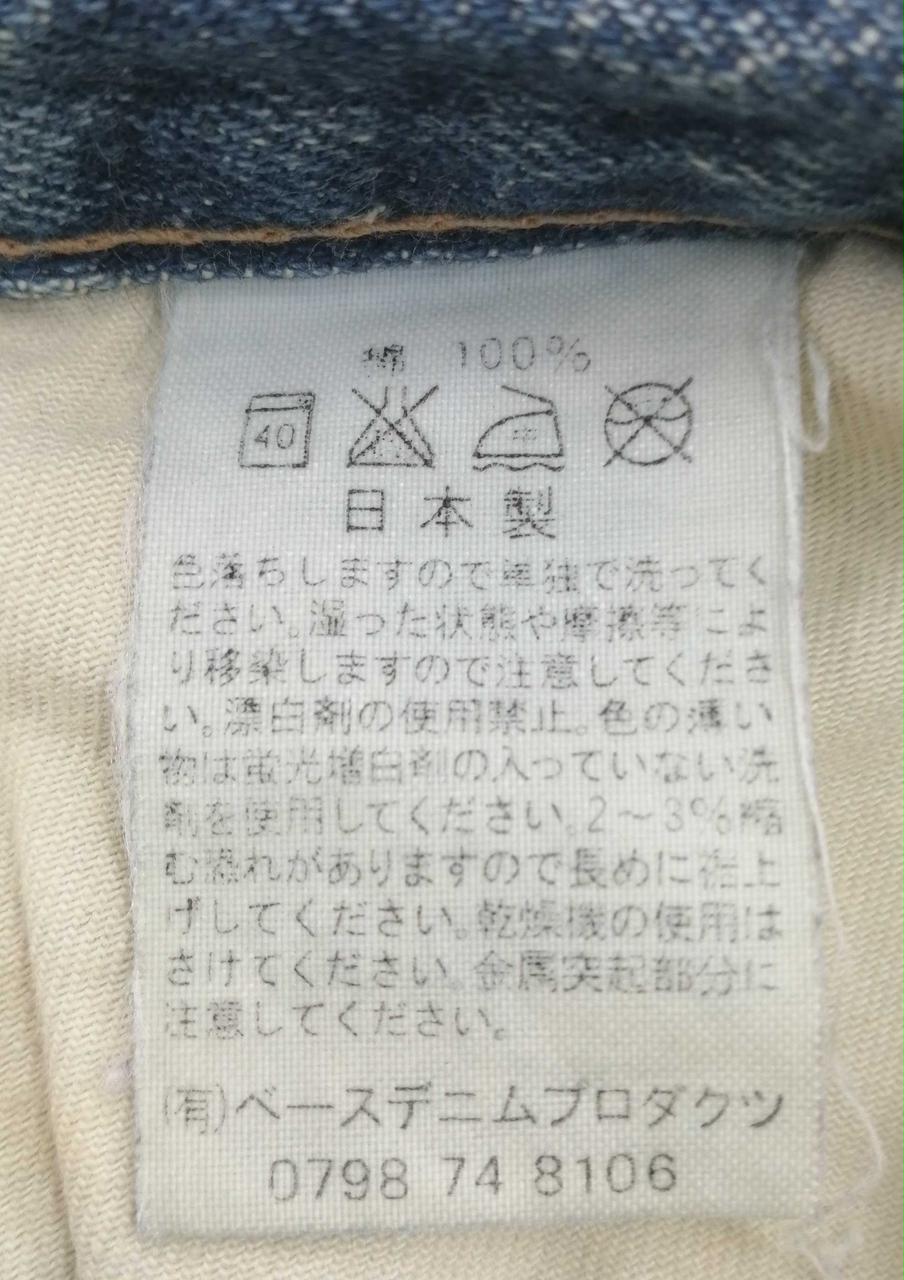 綿 100%
40 中
日本製
色落ちしますので単独で洗ってく
ださい。湿った状態や摩擦等によ
り移染しますので注意してくださ
い。漂白剤の使用禁止。色の薄い
物は蛍光増白剤の入っていない洗
剤を使用してください。2～3%縮
む恐れがありますので長めに裾上
げしてください。乾燥機の使用は
さけてください。金属突起部分に
注意してください。
(有)ベースデニムプロダクツ
0798 74 8106